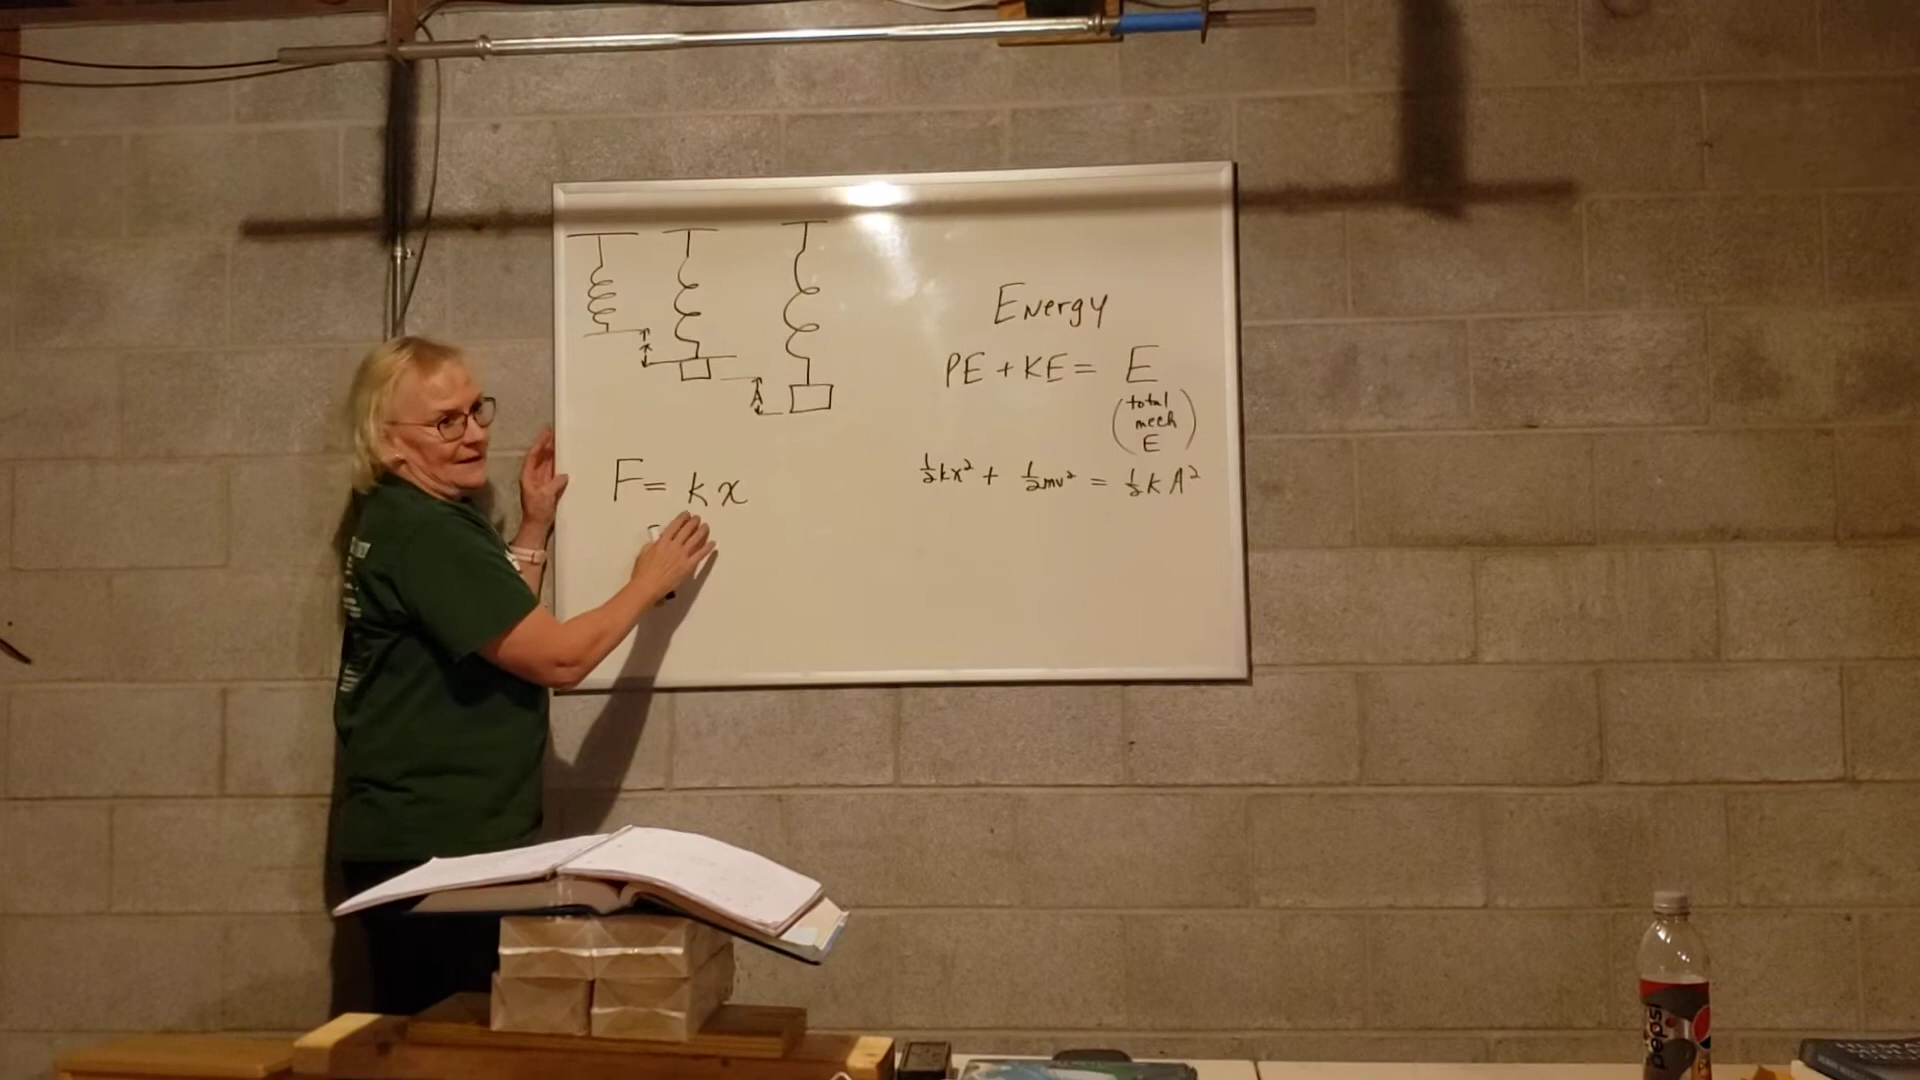 x
A
F = kx
Energy
PE + KE = E
(total
mech
E)
½kx² + ½mv² = ½kA²
pepsi